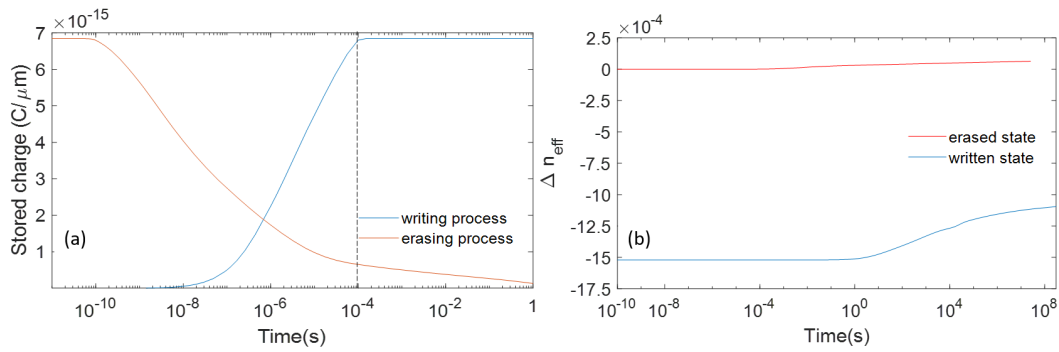 ×10⁻¹⁵
7
6
5
4
3
2
1
Stored charge (C/μm)
(a)
writing process
erasing process
10⁻¹⁰ 10⁻⁸ 10⁻⁶ 10⁻⁴ 10⁻² 1
Time(s)
×10⁻⁴
2.5
0
-2.5
-5
-7.5
-10
-12.5
-15
-17.5
Δ n_eff
erased state
written state
(b)
10⁻¹⁰ 10⁻⁸ 10⁻⁴ 10⁰ 10⁴ 10⁸
Time(s)